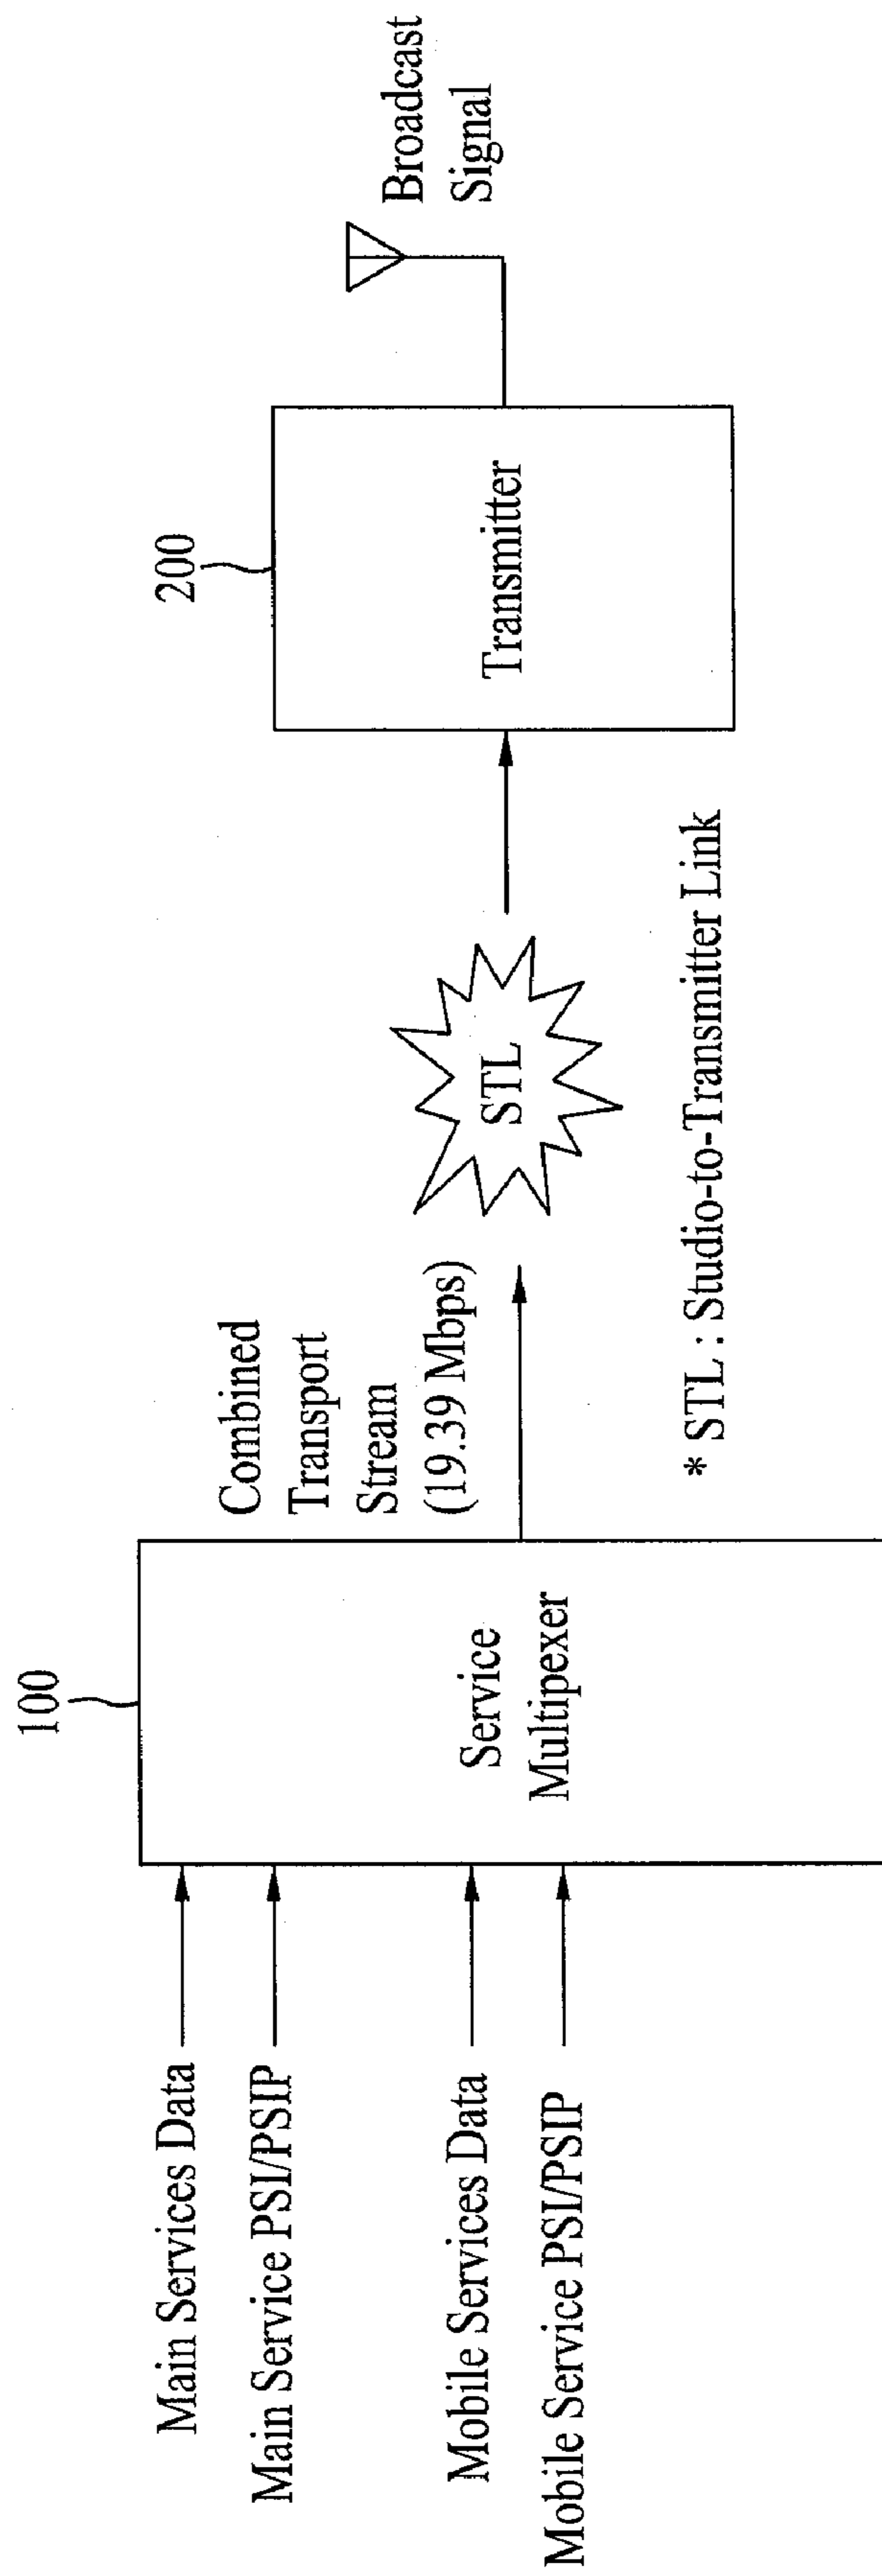 Main Services Data
Main Service PSI/PSIP
Mobile Services Data
Mobile Service PSI/PSIP
100
Service
Multipexer
Combined
Transport
Stream
(19.39 Mbps)
STL
* STL : Studio-to-Transmitter Link
200
Transmitter
Broadcast
Signal